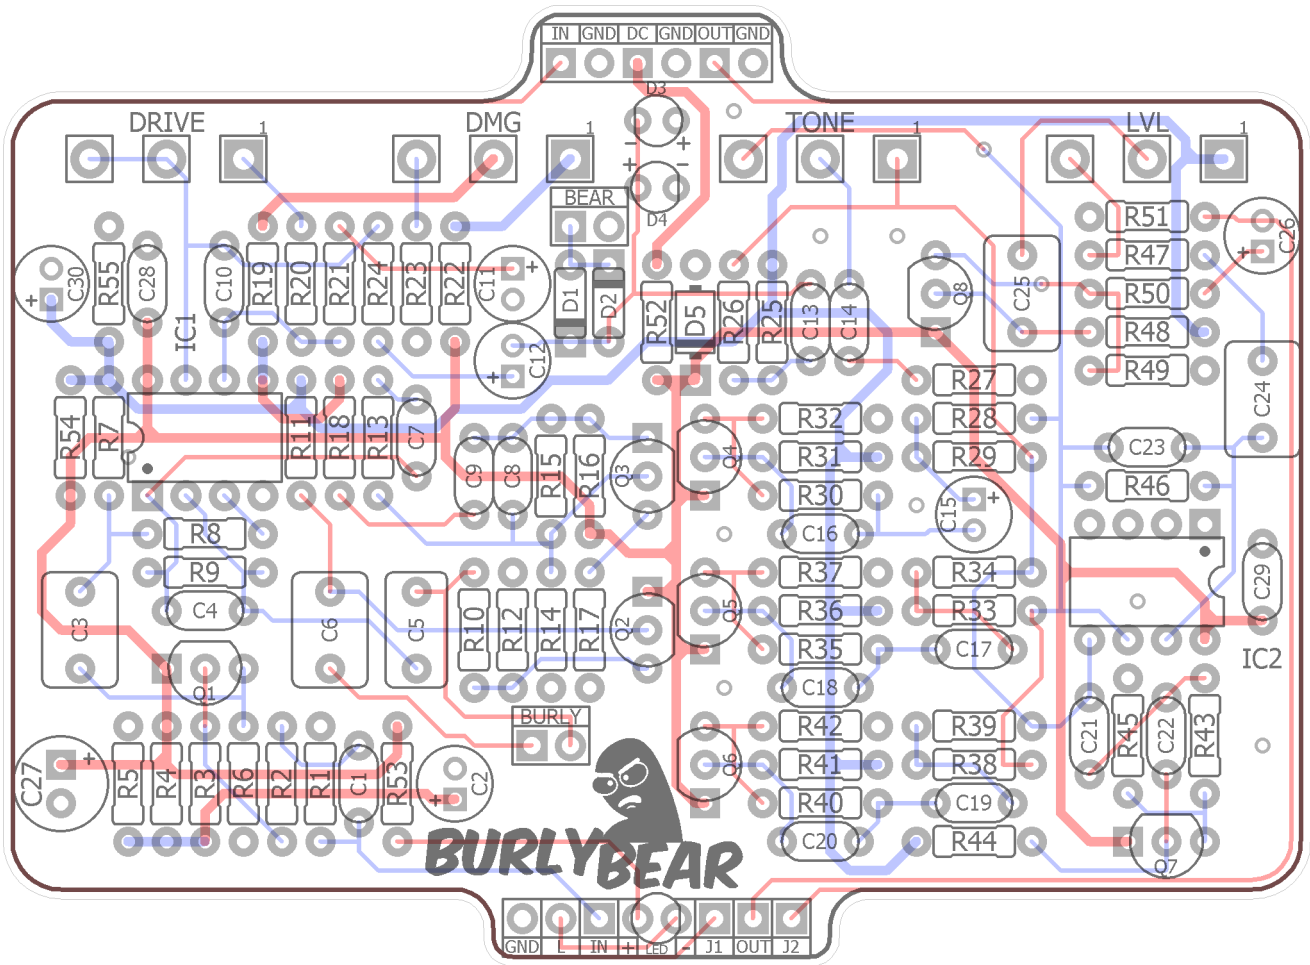 IN GND DC GND OUT GND
D3
DRIVE 1 DMG 1 TONE 1 LVL 1
- +
+ -
D4
BEAR
R51
C26
+
R47
C30 R55 C28 C10 R19 R20 R21 R24 R23 R22 C11 + D1 D2 R52 D5 R26 R25 C13 C14 Q8 C25 R50
+
IC1
R48
C12
+
R49
R27
C24
R54 R7 R11 R18 R13 C7 R32 R28
C23
C9 C8 R15 R16 Q3 Q4 R31 R29
R46
R30 C15 +
R8 C16
R9 R37 R34 C29
C4
C3 C6 C5 R10 R12 R14 R17 Q2 Q5 R36 R33
R35 C17
IC2
Q1 C18
BURLY
R42 R39 C21 R45 C22 R43
C27 + R5 R4 R3 R6 R2 R1 C1 R53 C2 + Q6 R41 R38
R40 C19
BURLYBEAR
C20 R44
Q7
GND L IN + LED - J1 OUT J2